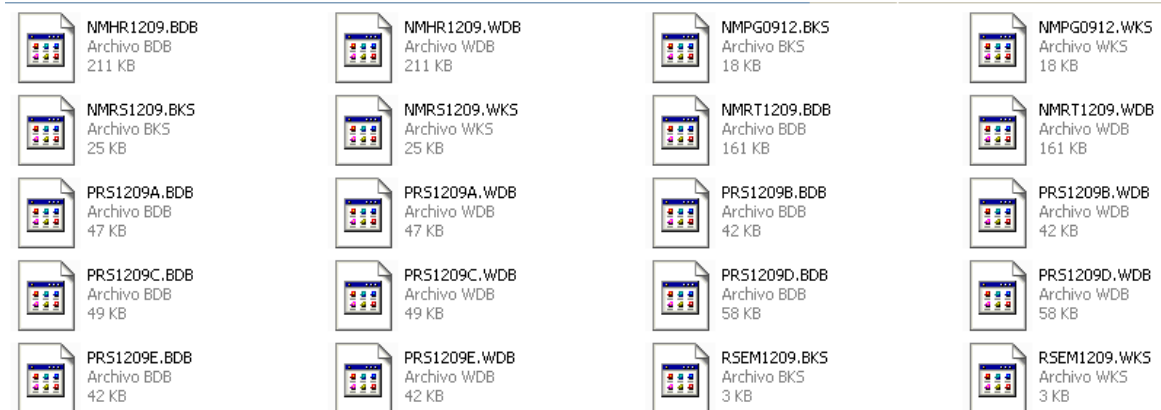 NMHR1209.BDB
Archivo BDB
211 KB
NMHR1209.WDB
Archivo WDB
211 KB
NMPG0912.BKS
Archivo BKS
18 KB
NMPG0912.WKS
Archivo WKS
18 KB
NMRS1209.BKS
Archivo BKS
25 KB
NMRS1209.WKS
Archivo WKS
25 KB
NMRT1209.BDB
Archivo BDB
161 KB
NMRT1209.WDB
Archivo WDB
161 KB
PRS1209A.BDB
Archivo BDB
47 KB
PRS1209A.WDB
Archivo WDB
47 KB
PRS1209B.BDB
Archivo BDB
42 KB
PRS1209B.WDB
Archivo WDB
42 KB
PRS1209C.BDB
Archivo BDB
49 KB
PRS1209C.WDB
Archivo WDB
49 KB
PRS1209D.BDB
Archivo BDB
58 KB
PRS1209D.WDB
Archivo WDB
58 KB
PRS1209E.BDB
Archivo BDB
42 KB
PRS1209E.WDB
Archivo WDB
42 KB
RSEM1209.BKS
Archivo BKS
3 KB
RSEM1209.WKS
Archivo WKS
3 KB